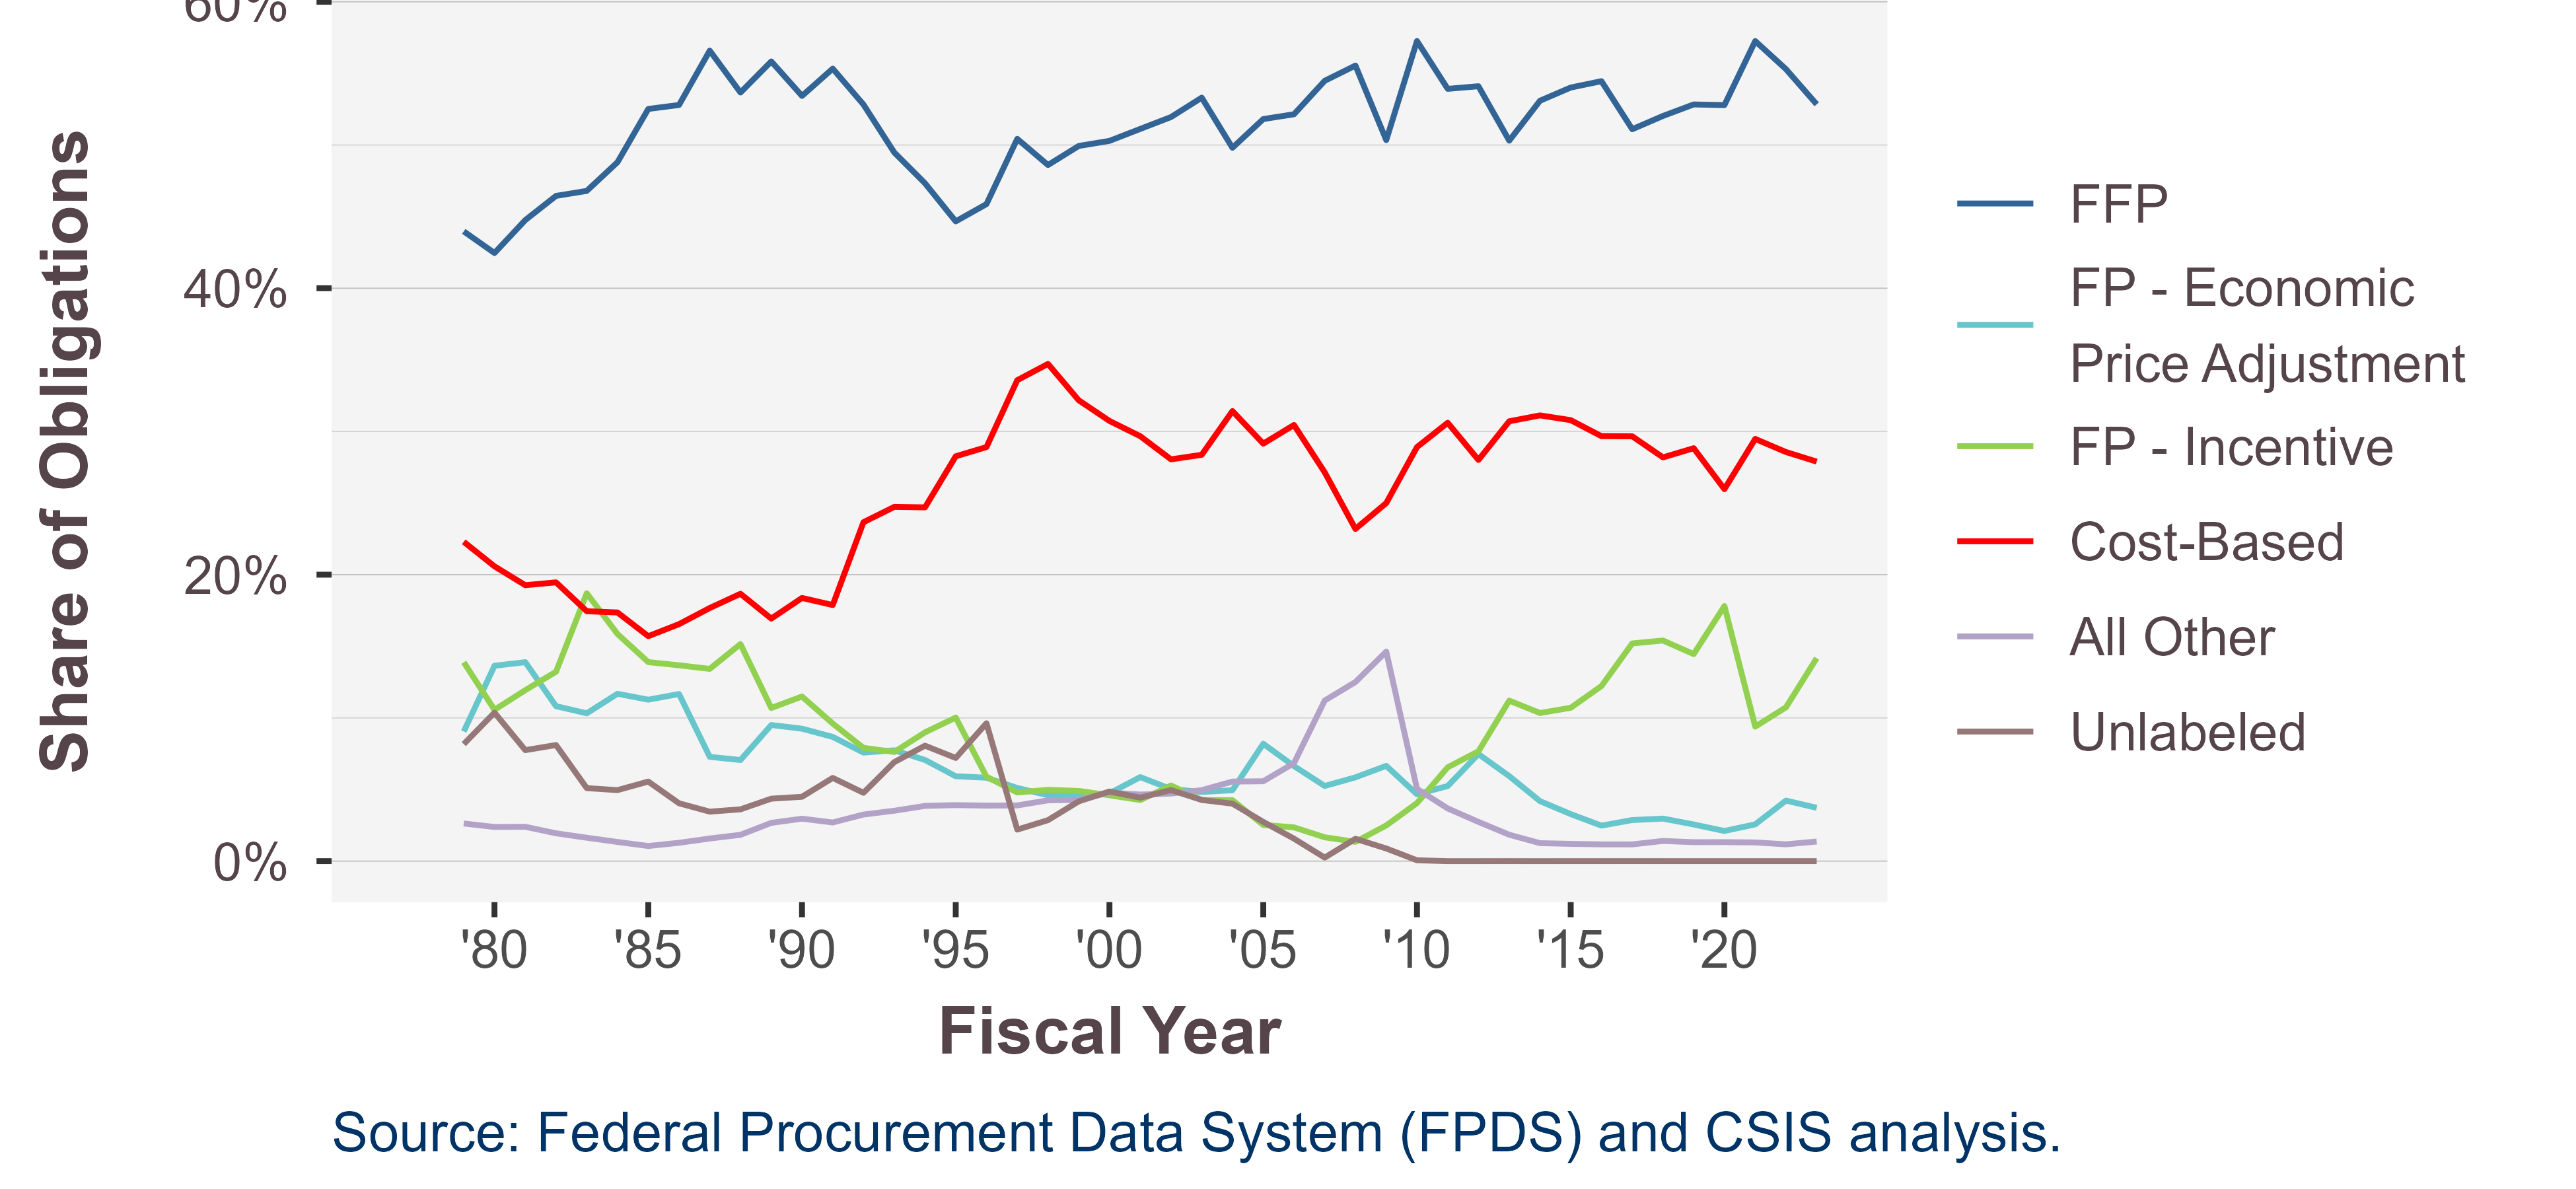 60%
40%
20%
0%
Share of Obligations
'80 '85 '90 '95 '00 '05 '10 '15 '20
Fiscal Year
FFP
FP - Economic
Price Adjustment
FP - Incentive
Cost-Based
All Other
Unlabeled
Source: Federal Procurement Data System (FPDS) and CSIS analysis.